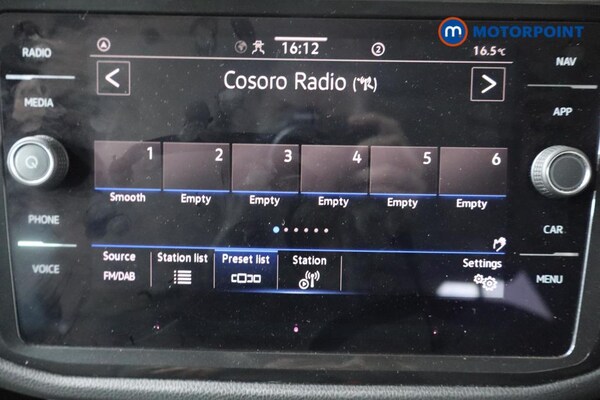 m MOTORPOINT
RADIO
16:12
2
16.5°C
NAV
< Cosoro Radio >
MEDIA
APP
1 2 3 4 5 6
Smooth Empty Empty Empty Empty Empty
PHONE
CAR
Source Station list Preset list Station Settings
FM/DAB
VOICE
MENU